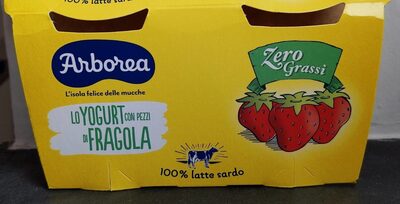 100% latte sardo
Arborea
L'isola felice delle mucche
LO YOGURT CON PEZZI
DI FRAGOLA
Zero
Grassi
100% latte sardo